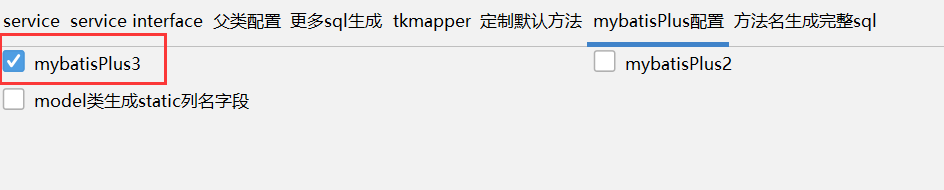 service service interface 父类配置 更多sql生成 tkmapper 定制默认方法 mybatisPlus配置 方法名生成完整sql
mybatisPlus3 mybatisPlus2
model类生成static列名字段